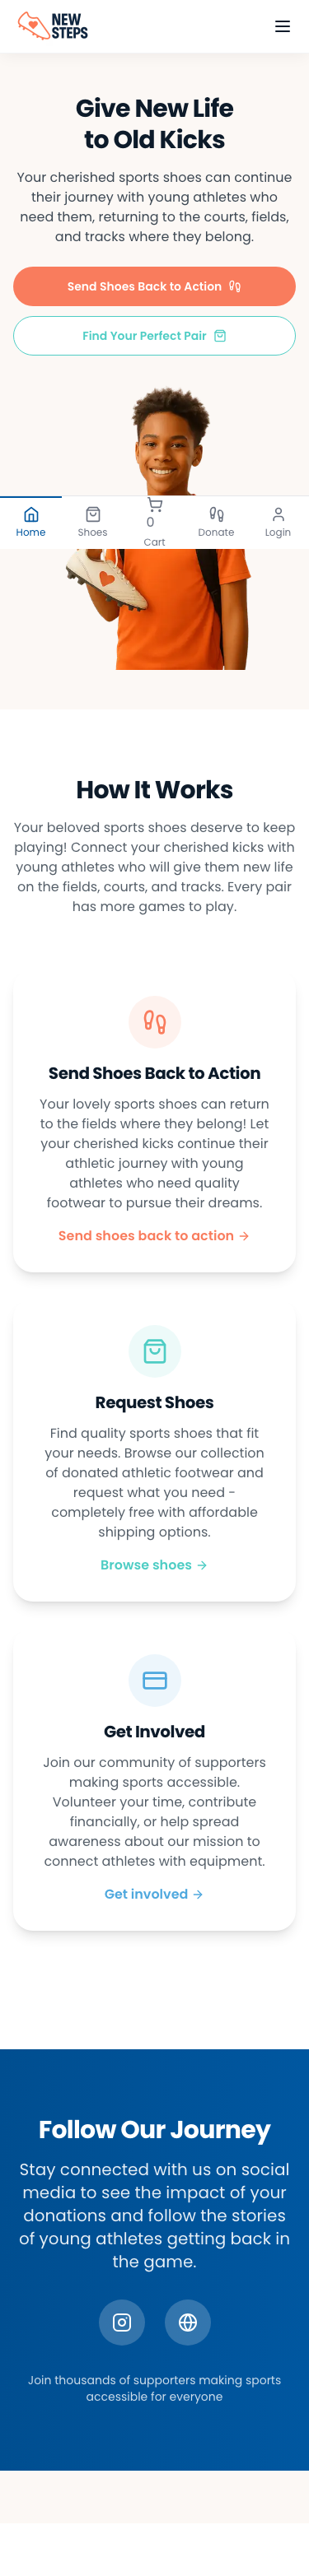 NEW
STEPS
Give New Life
to Old Kicks
Your cherished sports shoes can continue
their journey with young athletes who
need them, returning to the courts, fields,
and tracks where they belong.
Send Shoes Back to Action
Find Your Perfect Pair
Home
Shoes
0
Cart
Donate
Login
How It Works
Your beloved sports shoes deserve to keep
playing! Connect your cherished kicks with
young athletes who will give them new life
on the fields, courts, and tracks. Every pair
has more games to play.
Send Shoes Back to Action
Your lovely sports shoes can return
to the fields where they belong! Let
your cherished kicks continue their
athletic journey with young
athletes who need quality
footwear to pursue their dreams.
Send shoes back to action →
Request Shoes
Find quality sports shoes that fit
your needs. Browse our collection
of donated athletic footwear and
request what you need -
completely free with affordable
shipping options.
Browse shoes →
Get Involved
Join our community of supporters
making sports accessible.
Volunteer your time, contribute
financially, or help spread
awareness about our mission to
connect athletes with equipment.
Get involved →
Follow Our Journey
Stay connected with us on social
media to see the impact of your
donations and follow the stories
of young athletes getting back in
the game.
Join thousands of supporters making sports
accessible for everyone